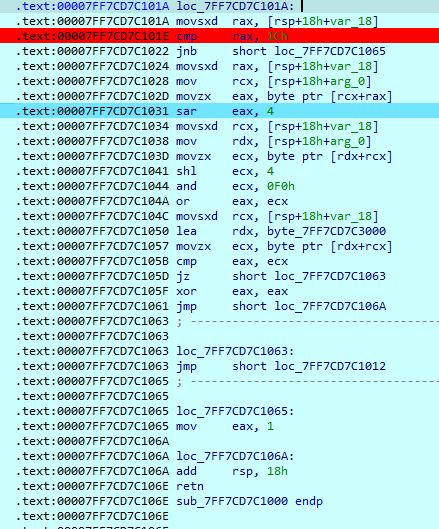 .text:00007FF7CD7C101A loc_7FF7CD7C101A:
.text:00007FF7CD7C101A movsxd rax, [rsp+18h+var_18]
.text:00007FF7CD7C101E cmp rax, 1Ch
.text:00007FF7CD7C1022 jnb short loc_7FF7CD7C1065
.text:00007FF7CD7C1024 movsxd rax, [rsp+18h+var_18]
.text:00007FF7CD7C1028 mov rcx, [rsp+18h+arg_0]
.text:00007FF7CD7C102D movzx eax, byte ptr [rcx+rax]
.text:00007FF7CD7C1031 sar eax, 4
.text:00007FF7CD7C1034 movsxd rcx, [rsp+18h+var_18]
.text:00007FF7CD7C1038 mov rdx, [rsp+18h+arg_0]
.text:00007FF7CD7C103D movzx ecx, byte ptr [rdx+rcx]
.text:00007FF7CD7C1041 shl ecx, 4
.text:00007FF7CD7C1044 and ecx, 0F0h
.text:00007FF7CD7C104A or eax, ecx
.text:00007FF7CD7C104C movsxd rcx, [rsp+18h+var_18]
.text:00007FF7CD7C1050 lea rdx, byte_7FF7CD7C3000
.text:00007FF7CD7C1057 movzx ecx, byte ptr [rdx+rcx]
.text:00007FF7CD7C105B cmp eax, ecx
.text:00007FF7CD7C105D jz short loc_7FF7CD7C1063
.text:00007FF7CD7C105F xor eax, eax
.text:00007FF7CD7C1061 jmp short loc_7FF7CD7C106A
.text:00007FF7CD7C1063 ; ---------------------------
.text:00007FF7CD7C1063
.text:00007FF7CD7C1063 loc_7FF7CD7C1063:
.text:00007FF7CD7C1063 jmp short loc_7FF7CD7C1012
.text:00007FF7CD7C1065 ; ---------------------------
.text:00007FF7CD7C1065
.text:00007FF7CD7C1065 loc_7FF7CD7C1065:
.text:00007FF7CD7C1065 mov eax, 1
.text:00007FF7CD7C106A
.text:00007FF7CD7C106A loc_7FF7CD7C106A:
.text:00007FF7CD7C106A add rsp, 18h
.text:00007FF7CD7C106E retn
.text:00007FF7CD7C106E sub_7FF7CD7C1000 endp
.text:00007FF7CD7C106E